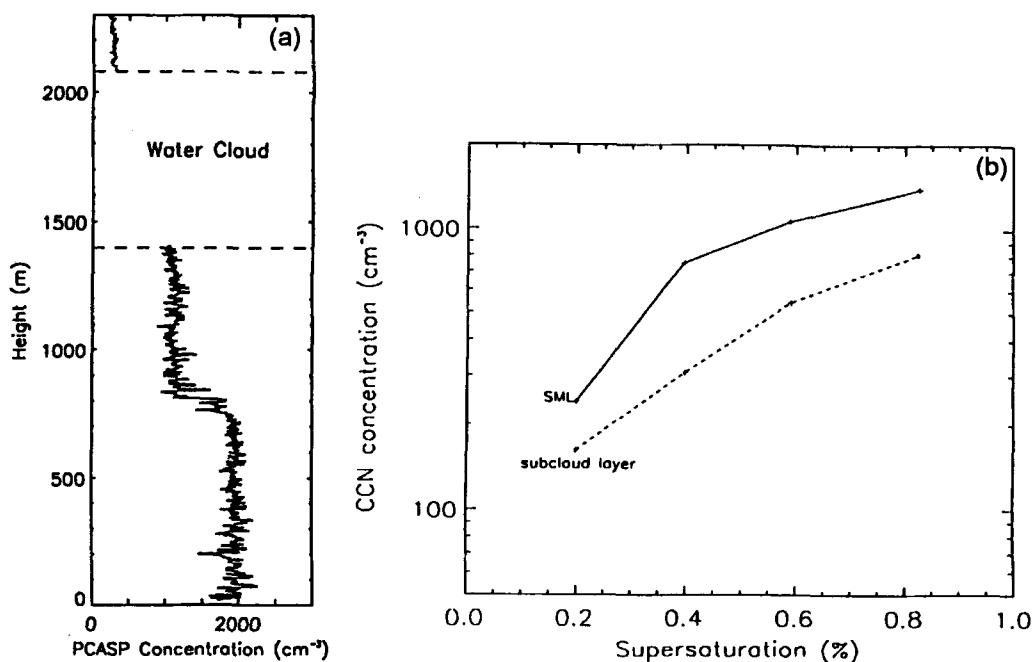 (a)
2000
1500
1000
500
0
Height (m)
Water Cloud
0
2000
PCASP Concentration (cm⁻³)
(b)
1000
100
CCN concentration (cm⁻³)
SML
subcloud layer
0.0
0.2
0.4
0.6
0.8
1.0
Supersaturation (%)